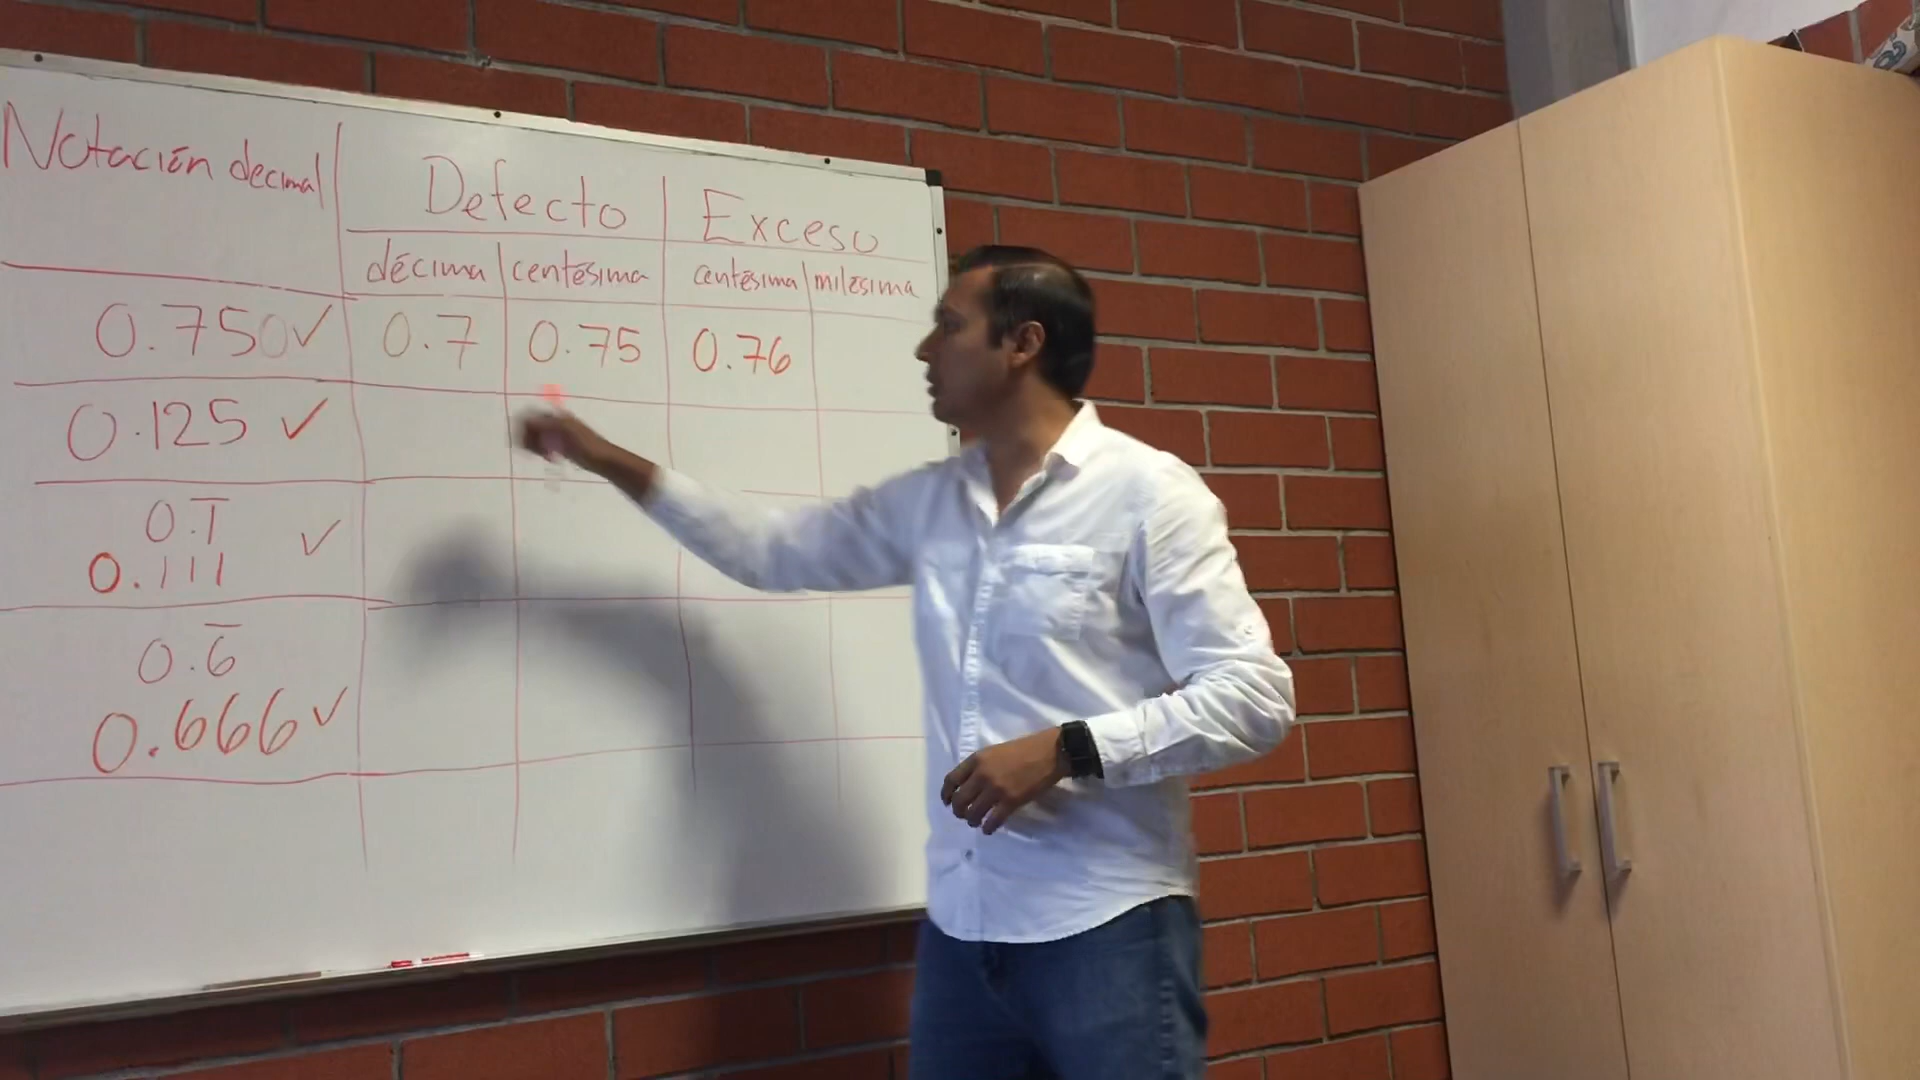 Notación decimal
Defecto
Exceso
décima
centésima
centésima
milésima
0.750✓
0.7
0.75
0.76
0.125 ✓
0.1̅ ✓
0.111
0.6̅
0.666✓